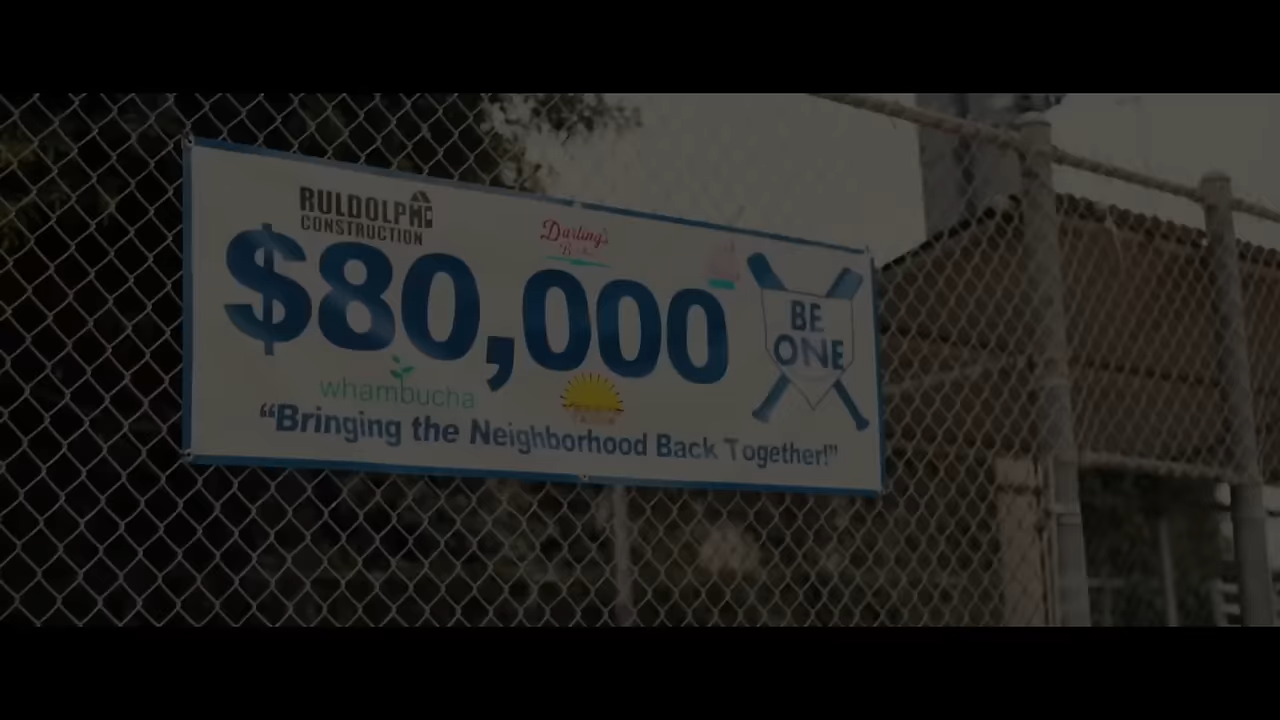 RULDOLPH
CONSTRUCTION
Darling's
$80,000
BE
ONE
whambucha
“Bringing the Neighborhood Back Together!”